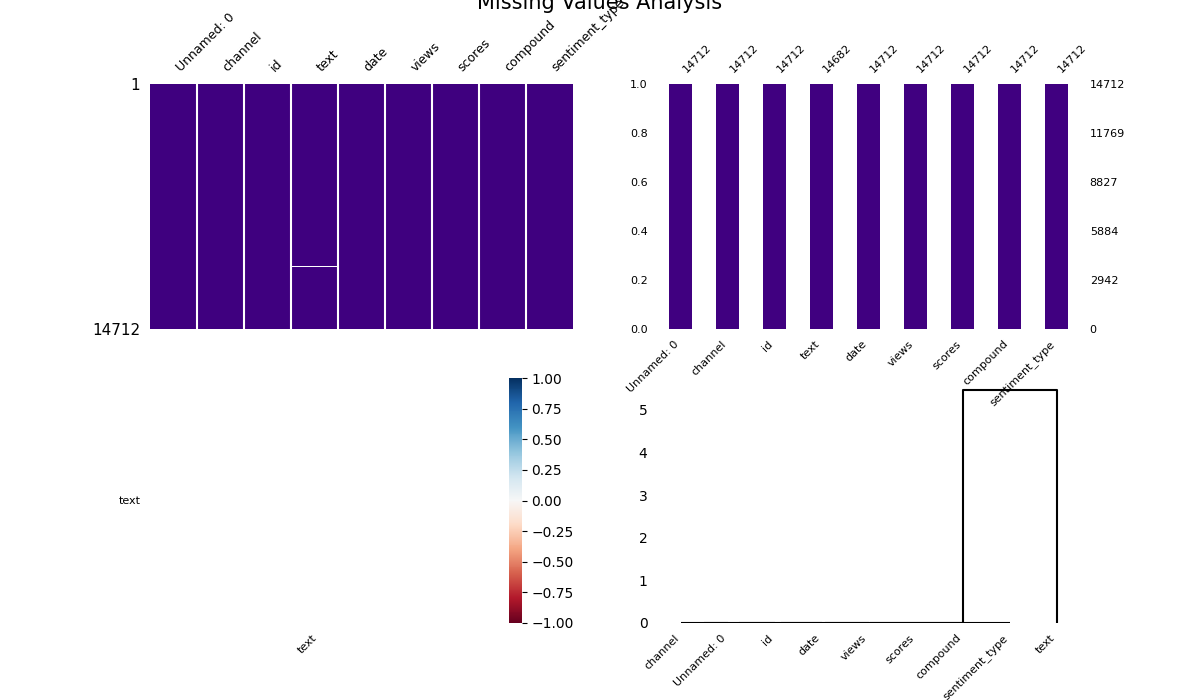 Missing Values Analysis
Unnamed: 0
channel
id
text
date
views
scores
compound
sentiment_type
1
14712
14712
14712
14712
14682
14712
14712
14712
14712
14712
1.0
0.8
0.6
0.4
0.2
0.0
14712
11769
8827
5884
2942
0
Unnamed: 0
channel
id
text
date
views
scores
compound
sentiment_type
text
text
1.00
0.75
0.50
0.25
0.00
−0.25
−0.50
−0.75
−1.00
5
4
3
2
1
0
channel
Unnamed: 0
id
date
views
scores
compound
sentiment_type
text